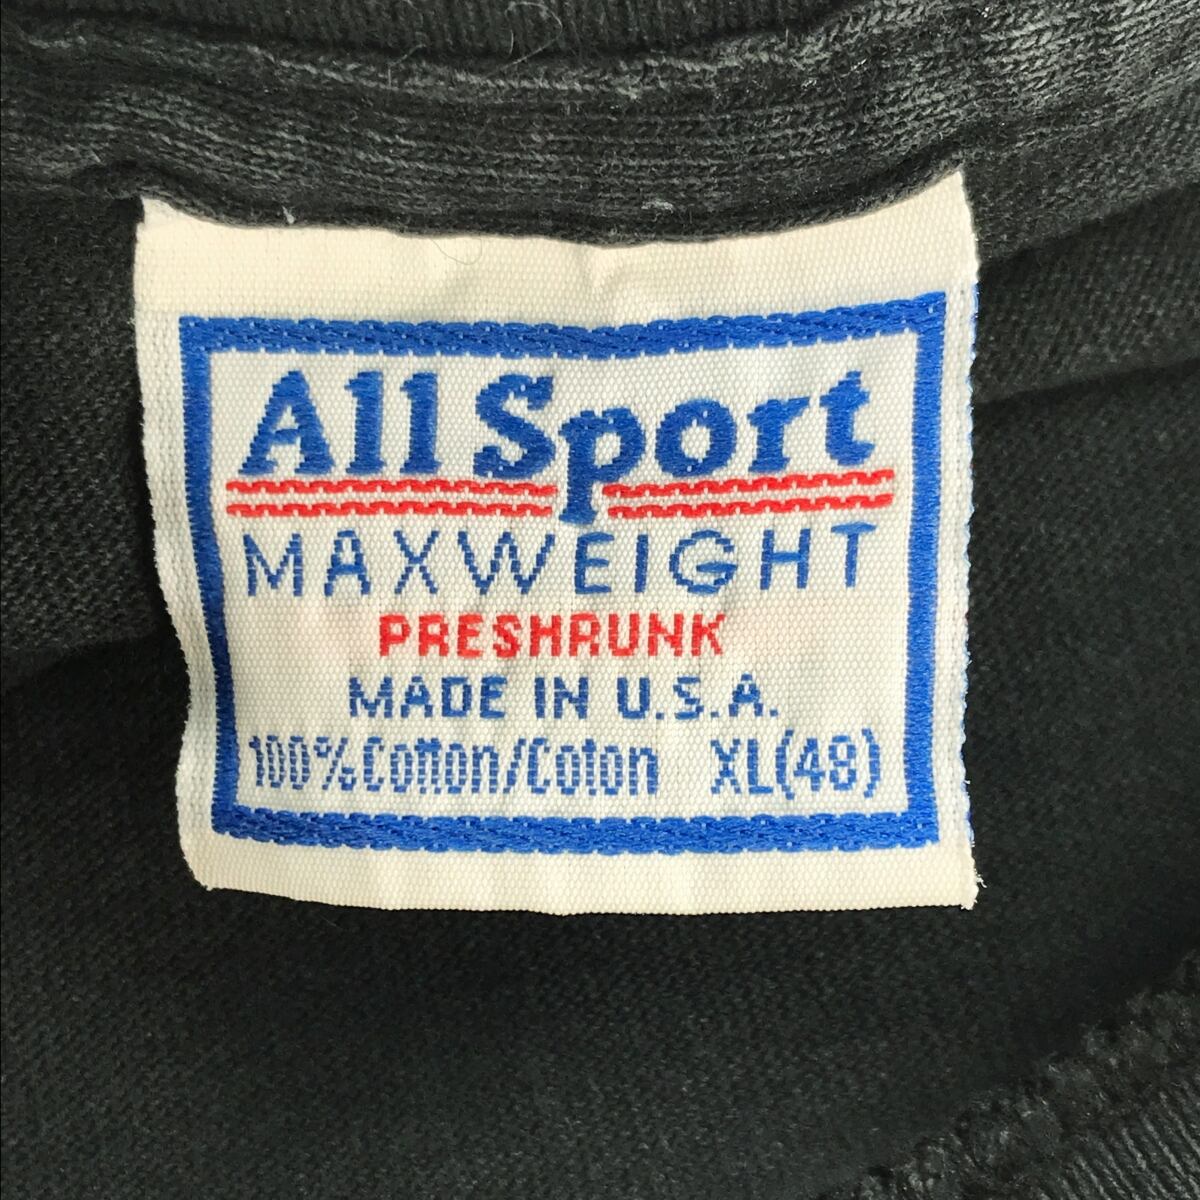 All Sport
MAXWEIGHT
PRESHRUNK
MADE IN U.S.A.
100% Cotton/Coton XL(48)